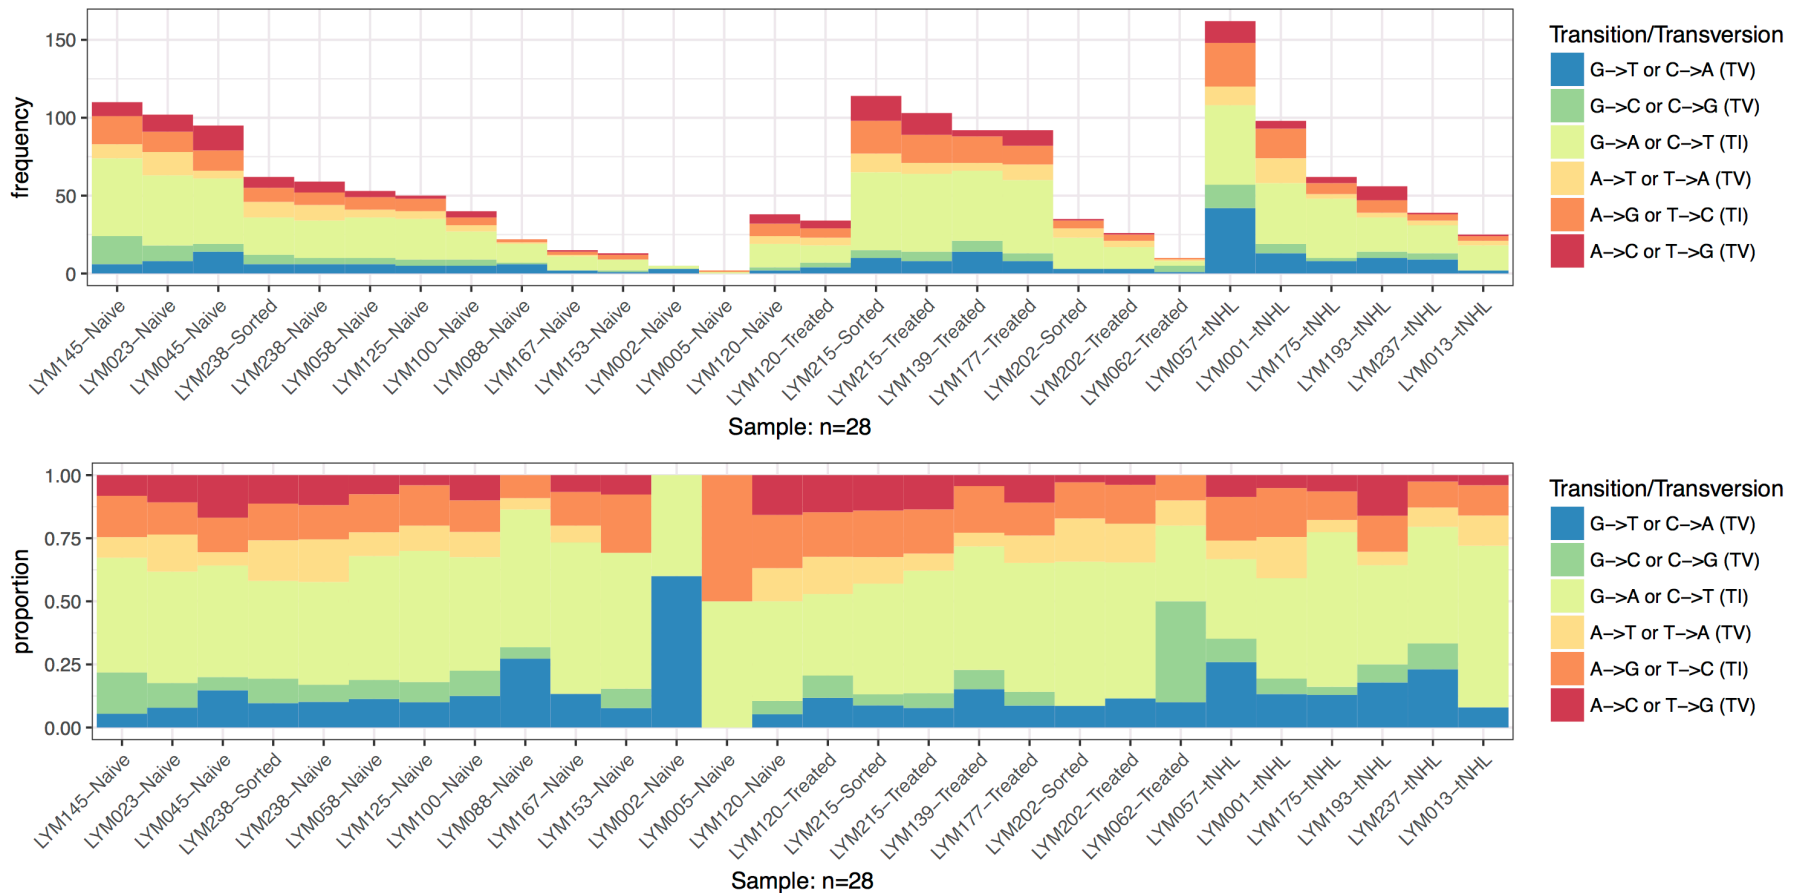 150
100
50
0
frequency
LYM145−Naive
LYM023−Naive
LYM045−Naive
LYM238−Sorted
LYM238−Naive
LYM058−Naive
LYM125−Naive
LYM100−Naive
LYM088−Naive
LYM167−Naive
LYM153−Naive
LYM002−Naive
LYM005−Naive
LYM120−Naive
LYM120−Treated
LYM215−Sorted
LYM215−Treated
LYM139−Treated
LYM177−Treated
LYM202−Sorted
LYM202−Treated
LYM062−Treated
LYM057−tNHL
LYM001−tNHL
LYM175−tNHL
LYM193−tNHL
LYM237−tNHL
LYM013−tNHL
Sample: n=28
Transition/Transversion
G−>T or C−>A (TV)
G−>C or C−>G (TV)
G−>A or C−>T (TI)
A−>T or T−>A (TV)
A−>G or T−>C (TI)
A−>C or T−>G (TV)
1.00
0.75
0.50
0.25
0.00
proportion
LYM145−Naive
LYM023−Naive
LYM045−Naive
LYM238−Sorted
LYM238−Naive
LYM058−Naive
LYM125−Naive
LYM100−Naive
LYM088−Naive
LYM167−Naive
LYM153−Naive
LYM002−Naive
LYM005−Naive
LYM120−Naive
LYM120−Treated
LYM215−Sorted
LYM215−Treated
LYM139−Treated
LYM177−Treated
LYM202−Sorted
LYM202−Treated
LYM062−Treated
LYM057−tNHL
LYM001−tNHL
LYM175−tNHL
LYM193−tNHL
LYM237−tNHL
LYM013−tNHL
Sample: n=28
Transition/Transversion
G−>T or C−>A (TV)
G−>C or C−>G (TV)
G−>A or C−>T (TI)
A−>T or T−>A (TV)
A−>G or T−>C (TI)
A−>C or T−>G (TV)